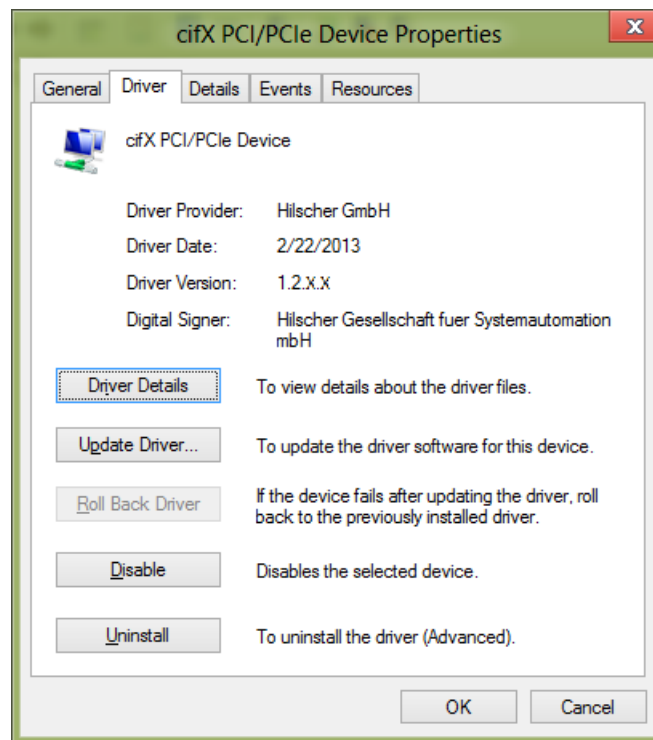 cifX PCI/PCIe Device Properties
x
General Driver Details Events Resources
cifX PCI/PCIe Device
Driver Provider: Hilscher GmbH
Driver Date: 2/22/2013
Driver Version: 1.2.X.X
Digital Signer: Hilscher Gesellschaft fuer Systemautomation
mbH
Driver Details To view details about the driver files.
Update Driver... To update the driver software for this device.
Roll Back Driver If the device fails after updating the driver, roll
back to the previously installed driver.
Disable Disables the selected device.
Uninstall To uninstall the driver (Advanced).
OK Cancel